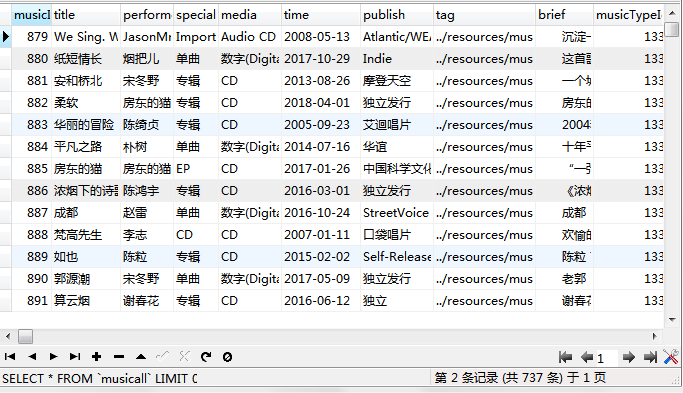 musicI title perform special media time publish tag brief musicTypeI
879 We Sing. W JasonM Import Audio CD 2008-05-13 Atlantic/WEA ../resources/mus 沉淀一 133
880 纸短情长 烟把儿 单曲 数字(Digita 2017-10-29 Indie ../resources/mus 这首 133
881 安和桥北 宋冬野 专辑 CD 2013-08-26 摩登天空 ../resources/mus 一个 133
882 柔软 房东的猫 专辑 CD 2018-04-01 独立发行 ../resources/mus 房东的 133
883 华丽的冒险 陈绮贞 专辑 CD 2005-09-23 艾迴唱片 ../resources/mus 2004 133
884 平凡之路 朴树 单曲 数字(Digita 2014-07-16 华谊 ../resources/mus 十年 133
885 房东的猫 房东的猫 EP CD 2017-01-26 中国科学文化 ../resources/mus “一 133
886 浓烟下的诗 陈鸿宇 专辑 CD 2016-03-01 独立发行 ../resources/mus 《浓 133
887 成都 赵雷 单曲 数字(Digita 2016-10-24 StreetVoice ../resources/mus 成都 133
888 梵高先生 李志 CD CD 2007-01-11 口袋唱片 ../resources/mus 欢愉的 133
889 如也 陈粒 专辑 CD 2015-02-02 Self-Release ../resources/mus 陈粒 133
890 郭源潮 宋冬野 单曲 数字(Digita 2017-05-09 独立发行 ../resources/mus 老郭 133
891 算云烟 谢春花 专辑 CD 2016-06-12 独立 ../resources/mus 谢春花 133
1
SELECT * FROM `musicall` LIMIT 0 第 2 条记录 (共 737 条) 于 1 页